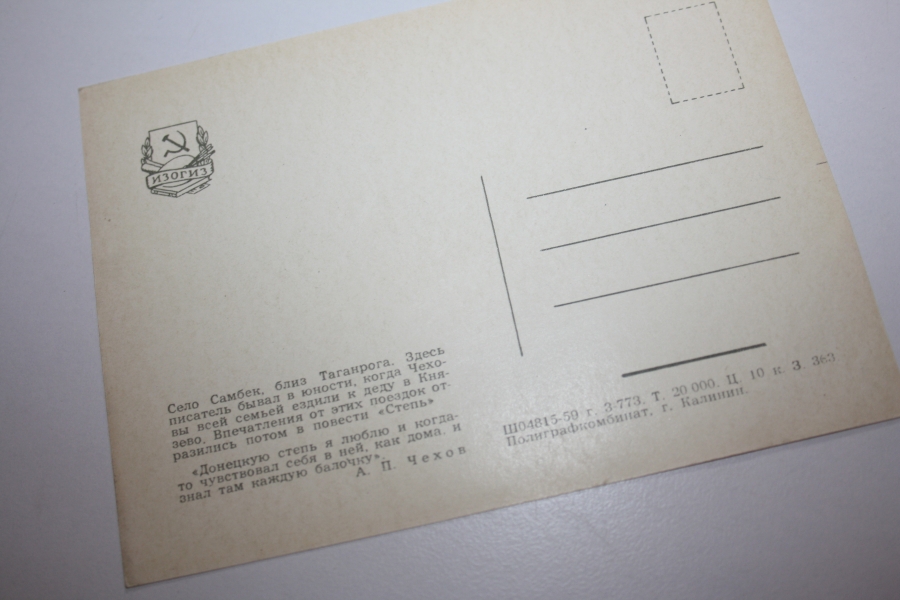 ИЗОГИЗ
Село Самбек, близ Таганрога. Здесь
писатель бывал в юности, когда Чехо-
вы всей семьей ездили к деду в Кня-
зево. Впечатления от этих поездок от-
разились потом в повести «Степь»
«Донецкую степь я люблю и когда-
то чувствовал себя в ней, как дома, и
знал там каждую балочку».
А. П. Чехов
Ш04815-59 г. 3-773. Т. 20 000. Ц. 10 к. З. 363
Полиграфкомбинат, г. Калинин.